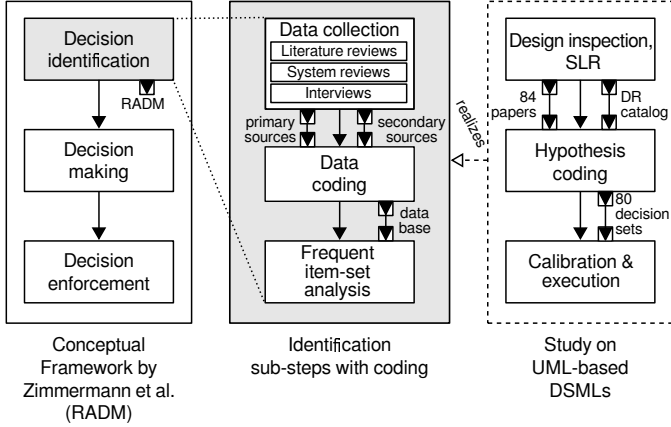 Decision
identification
RADM
Decision
making
Decision
enforcement
Conceptual
Framework by
Zimmermann et al.
(RADM)
Data collection
Literature reviews
System reviews
Interviews
primary
sources
secondary
sources
Data
coding
data
base
Frequent
item-set
analysis
Identification
sub-steps with coding
realizes
Design inspection,
SLR
84
papers
DR
catalog
Hypothesis
coding
80
decision
sets
Calibration &
execution
Study on
UML-based
DSMLs